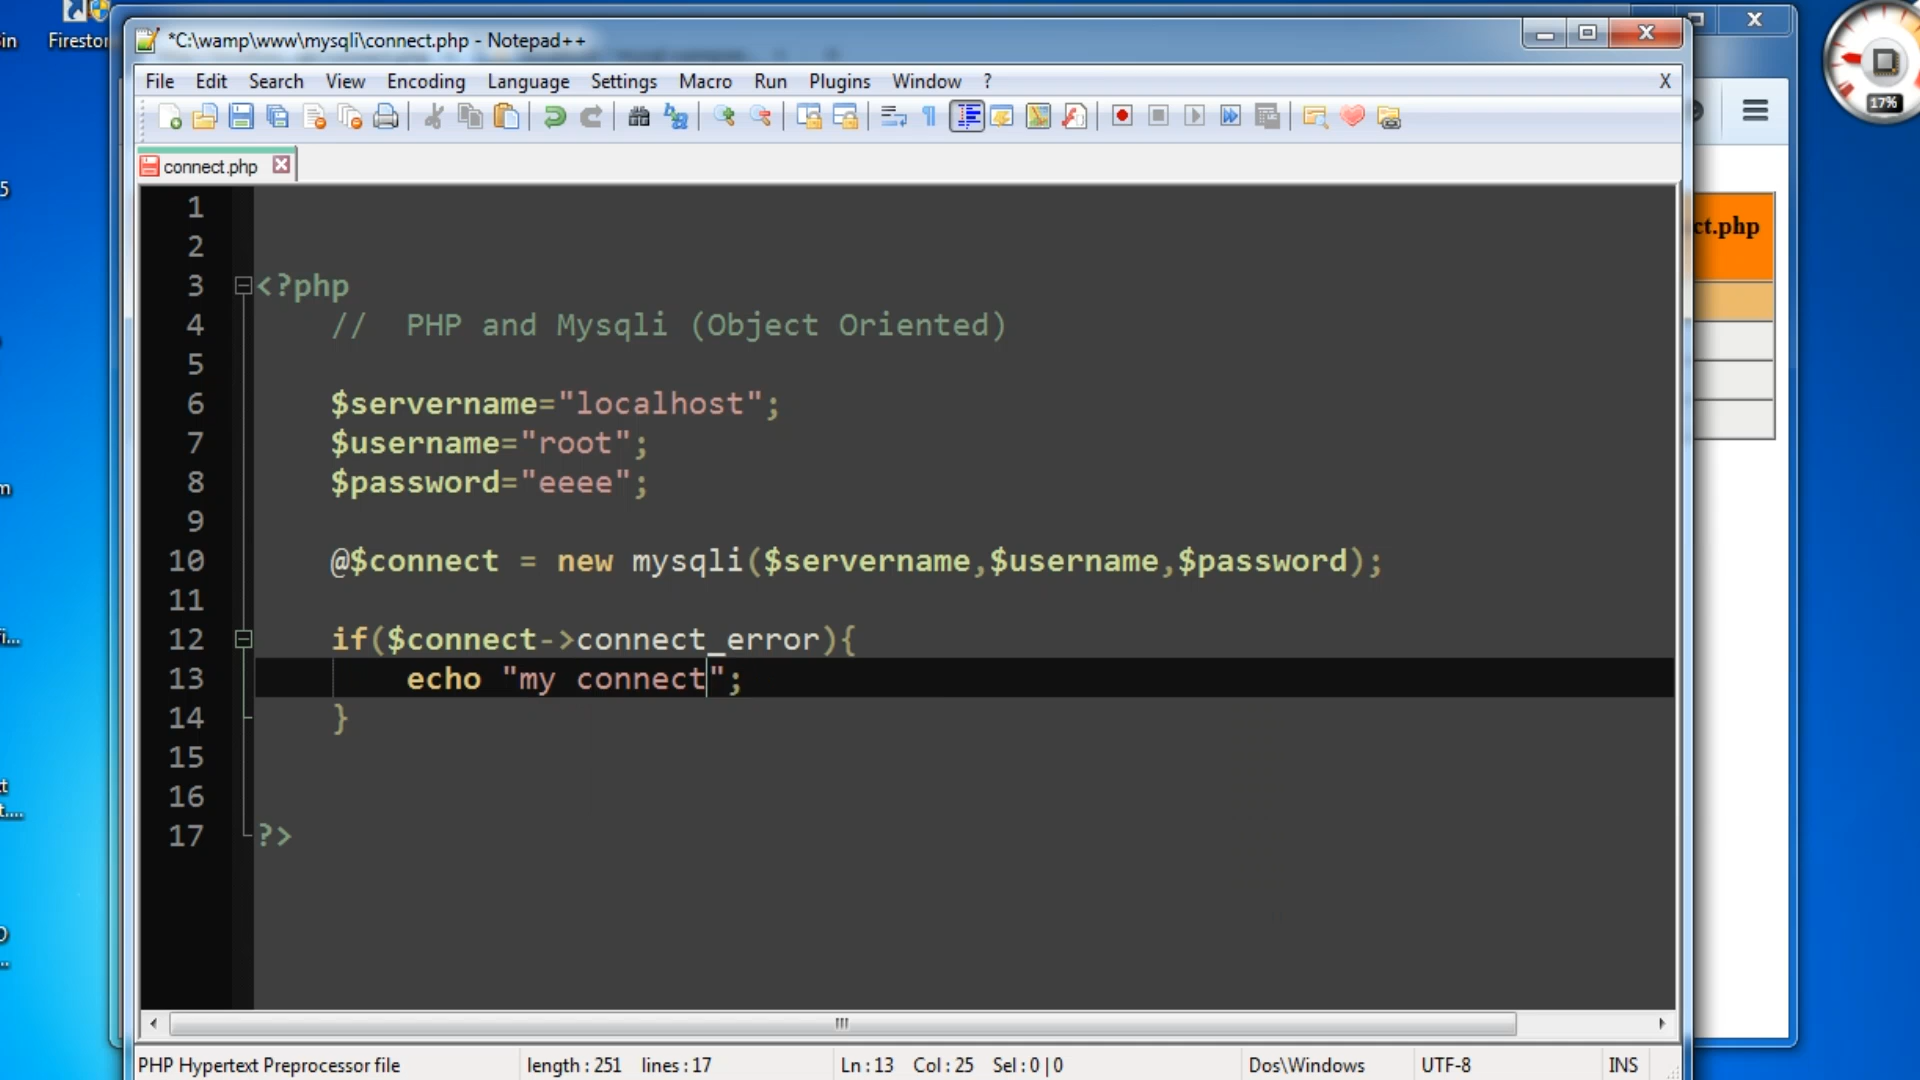 in
Firestor
17%
*C:\wamp\www\mysqli\connect.php - Notepad++
File Edit Search View Encoding Language Settings Macro Run Plugins Window ? X
connect.php
ct.php
1
2
3 <?php
4 // PHP and Mysqli (Object Oriented)
5
6 $servername="localhost";
7 $username="root";
8 $password="eeee";
9
10 @$connect = new mysqli($servername,$username,$password);
11
12 if($connect->connect_error){
13 echo "my connect";
14 }
15
16
17 ?>
5
m
fi...
t
t....
PHP Hypertext Preprocessor file length : 251 lines : 17 Ln : 13 Col : 25 Sel : 0 | 0 Dos\Windows UTF-8 INS